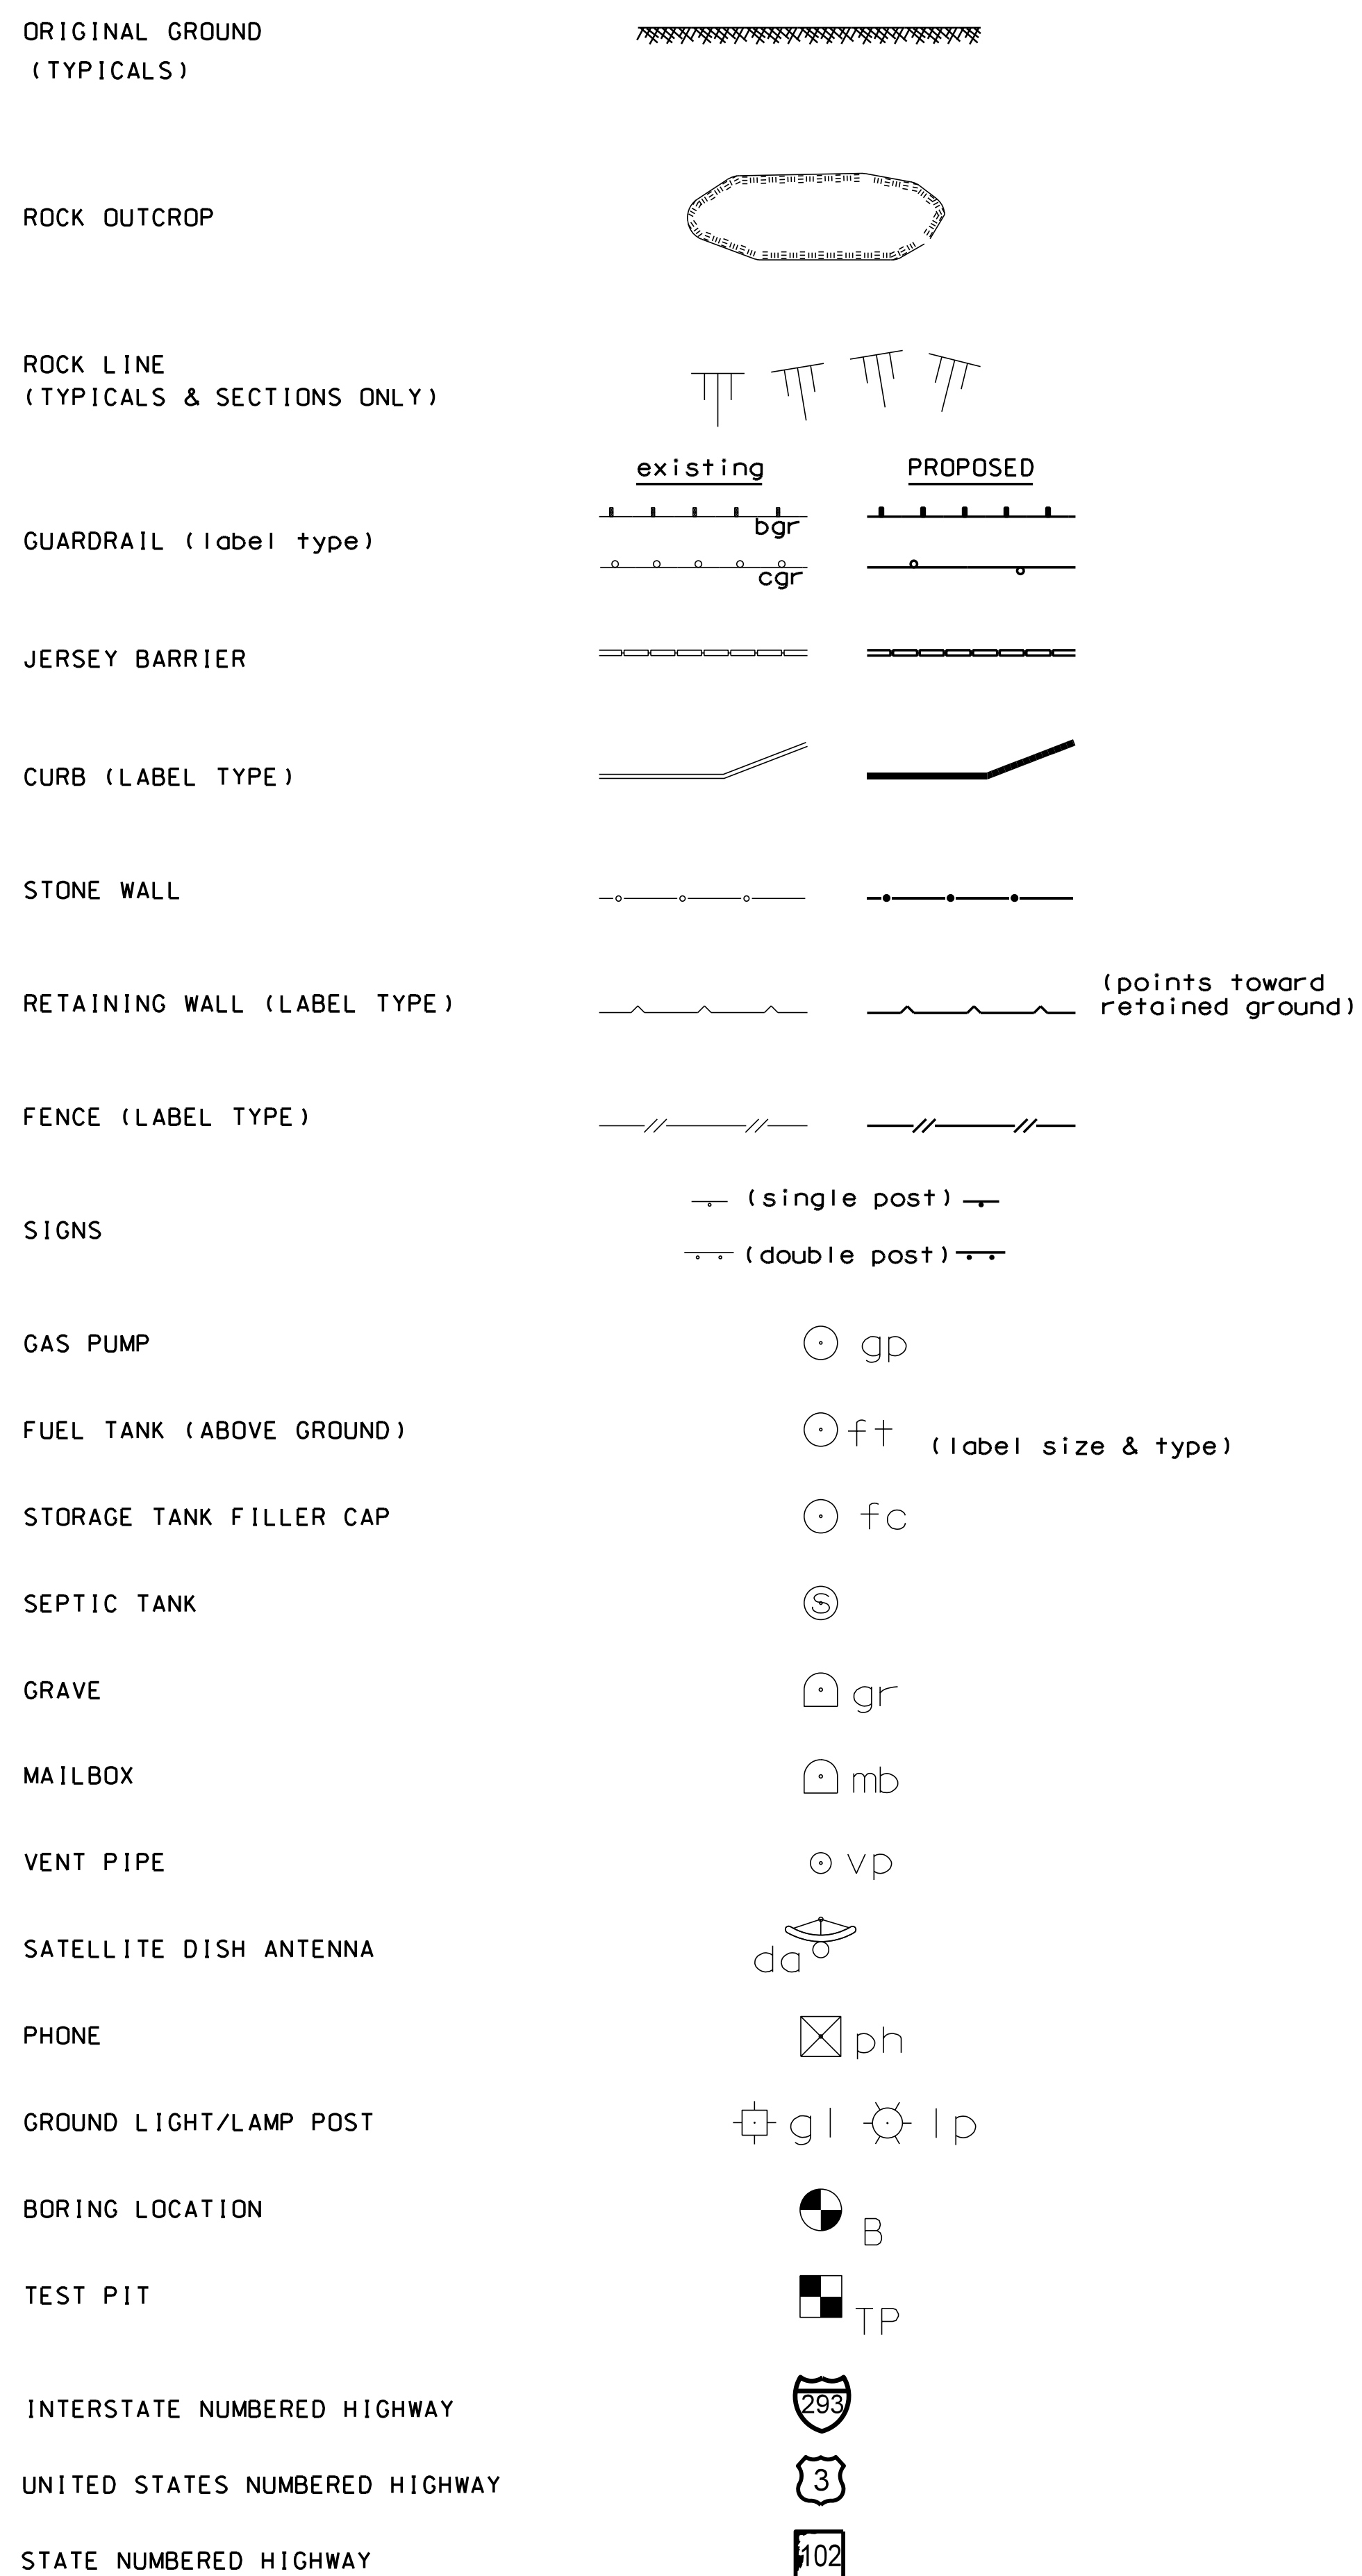 ORIGINAL GROUND
(TYPICALS)
ROCK OUTCROP
ROCK LINE
(TYPICALS & SECTIONS ONLY)
existing PROPOSED
GUARDRAIL (label type)
bgr
cgr
JERSEY BARRIER
CURB (LABEL TYPE)
STONE WALL
RETAINING WALL (LABEL TYPE)
(points toward
retained ground)
FENCE (LABEL TYPE)
SIGNS
(single post)
(double post)
GAS PUMP gp
FUEL TANK (ABOVE GROUND) ft
(label size & type)
STORAGE TANK FILLER CAP fc
SEPTIC TANK S
GRAVE gr
MAILBOX mb
VENT PIPE vp
SATELLITE DISH ANTENNA da
PHONE ph
GROUND LIGHT/LAMP POST gl lp
BORING LOCATION B
TEST PIT TP
INTERSTATE NUMBERED HIGHWAY 293
UNITED STATES NUMBERED HIGHWAY 3
STATE NUMBERED HIGHWAY 102